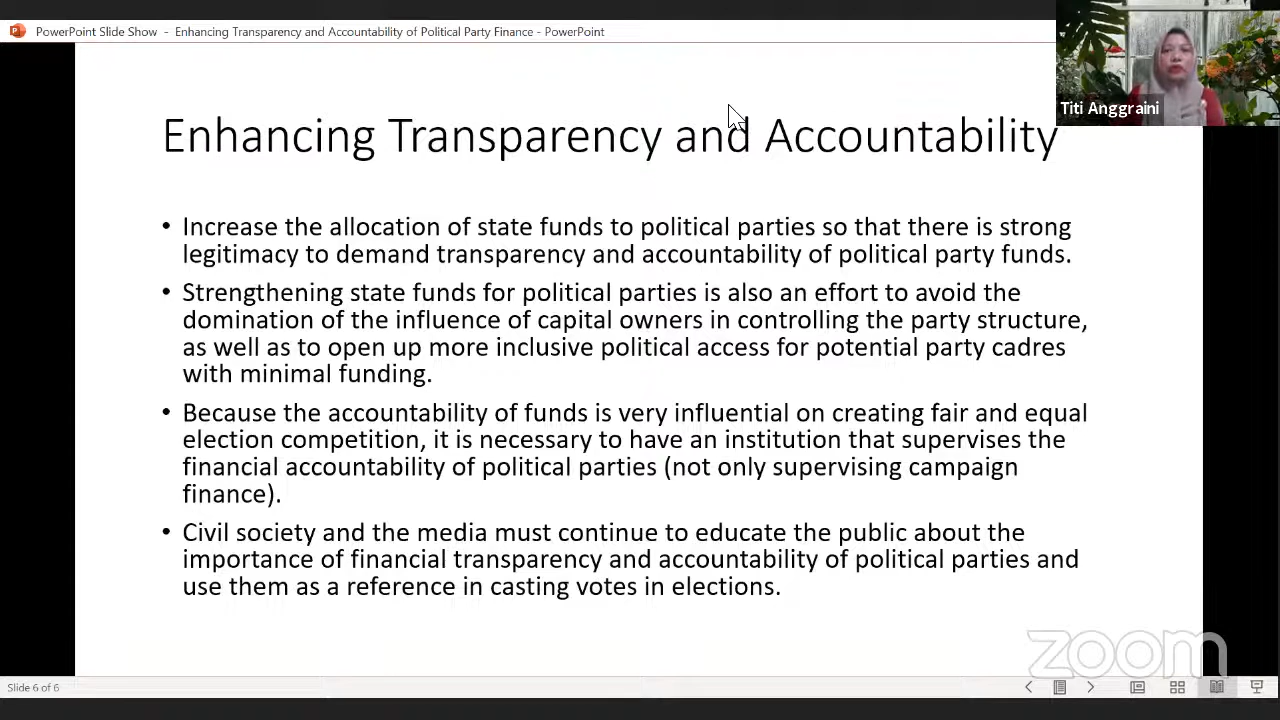 PowerPoint Slide Show - Enhancing Transparency and Accountability of Political Party Finance - PowerPoint
Titi Anggraini
Enhancing Transparency and Accountability
• Increase the allocation of state funds to political parties so that there is strong
legitimacy to demand transparency and accountability of political party funds.
• Strengthening state funds for political parties is also an effort to avoid the
domination of the influence of capital owners in controlling the party structure,
as well as to open up more inclusive political access for potential party cadres
with minimal funding.
• Because the accountability of funds is very influential on creating fair and equal
election competition, it is necessary to have an institution that supervises the
financial accountability of political parties (not only supervising campaign
finance).
• Civil society and the media must continue to educate the public about the
importance of financial transparency and accountability of political parties and
use them as a reference in casting votes in elections.
zoom
Slide 6 of 6